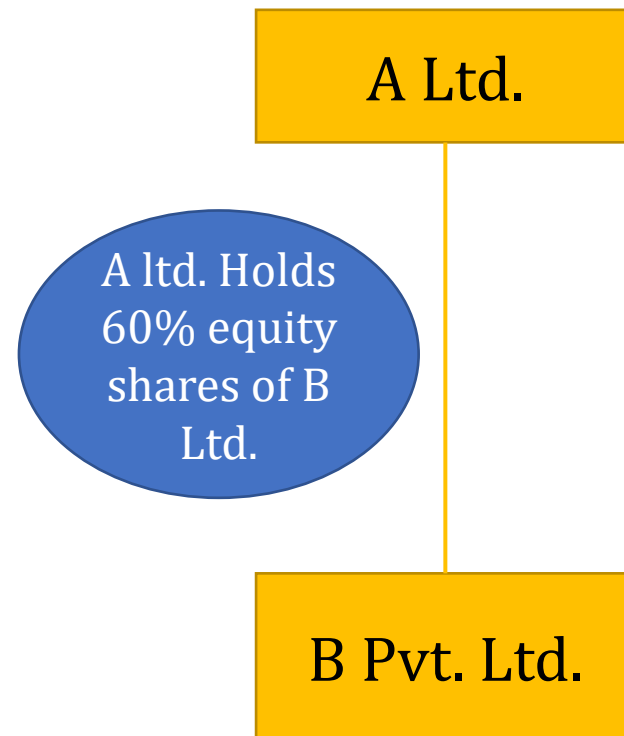 A Ltd.
A ltd. Holds
60% equity
shares of B
Ltd.
B Pvt. Ltd.